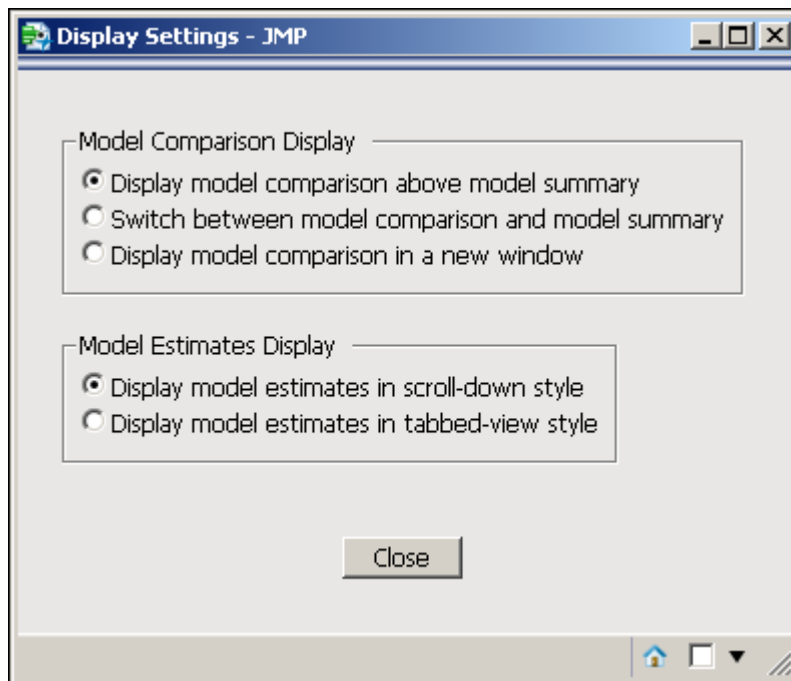 Display Settings - JMP
Model Comparison Display
Display model comparison above model summary
Switch between model comparison and model summary
Display model comparison in a new window
Model Estimates Display
Display model estimates in scroll-down style
Display model estimates in tabbed-view style
Close